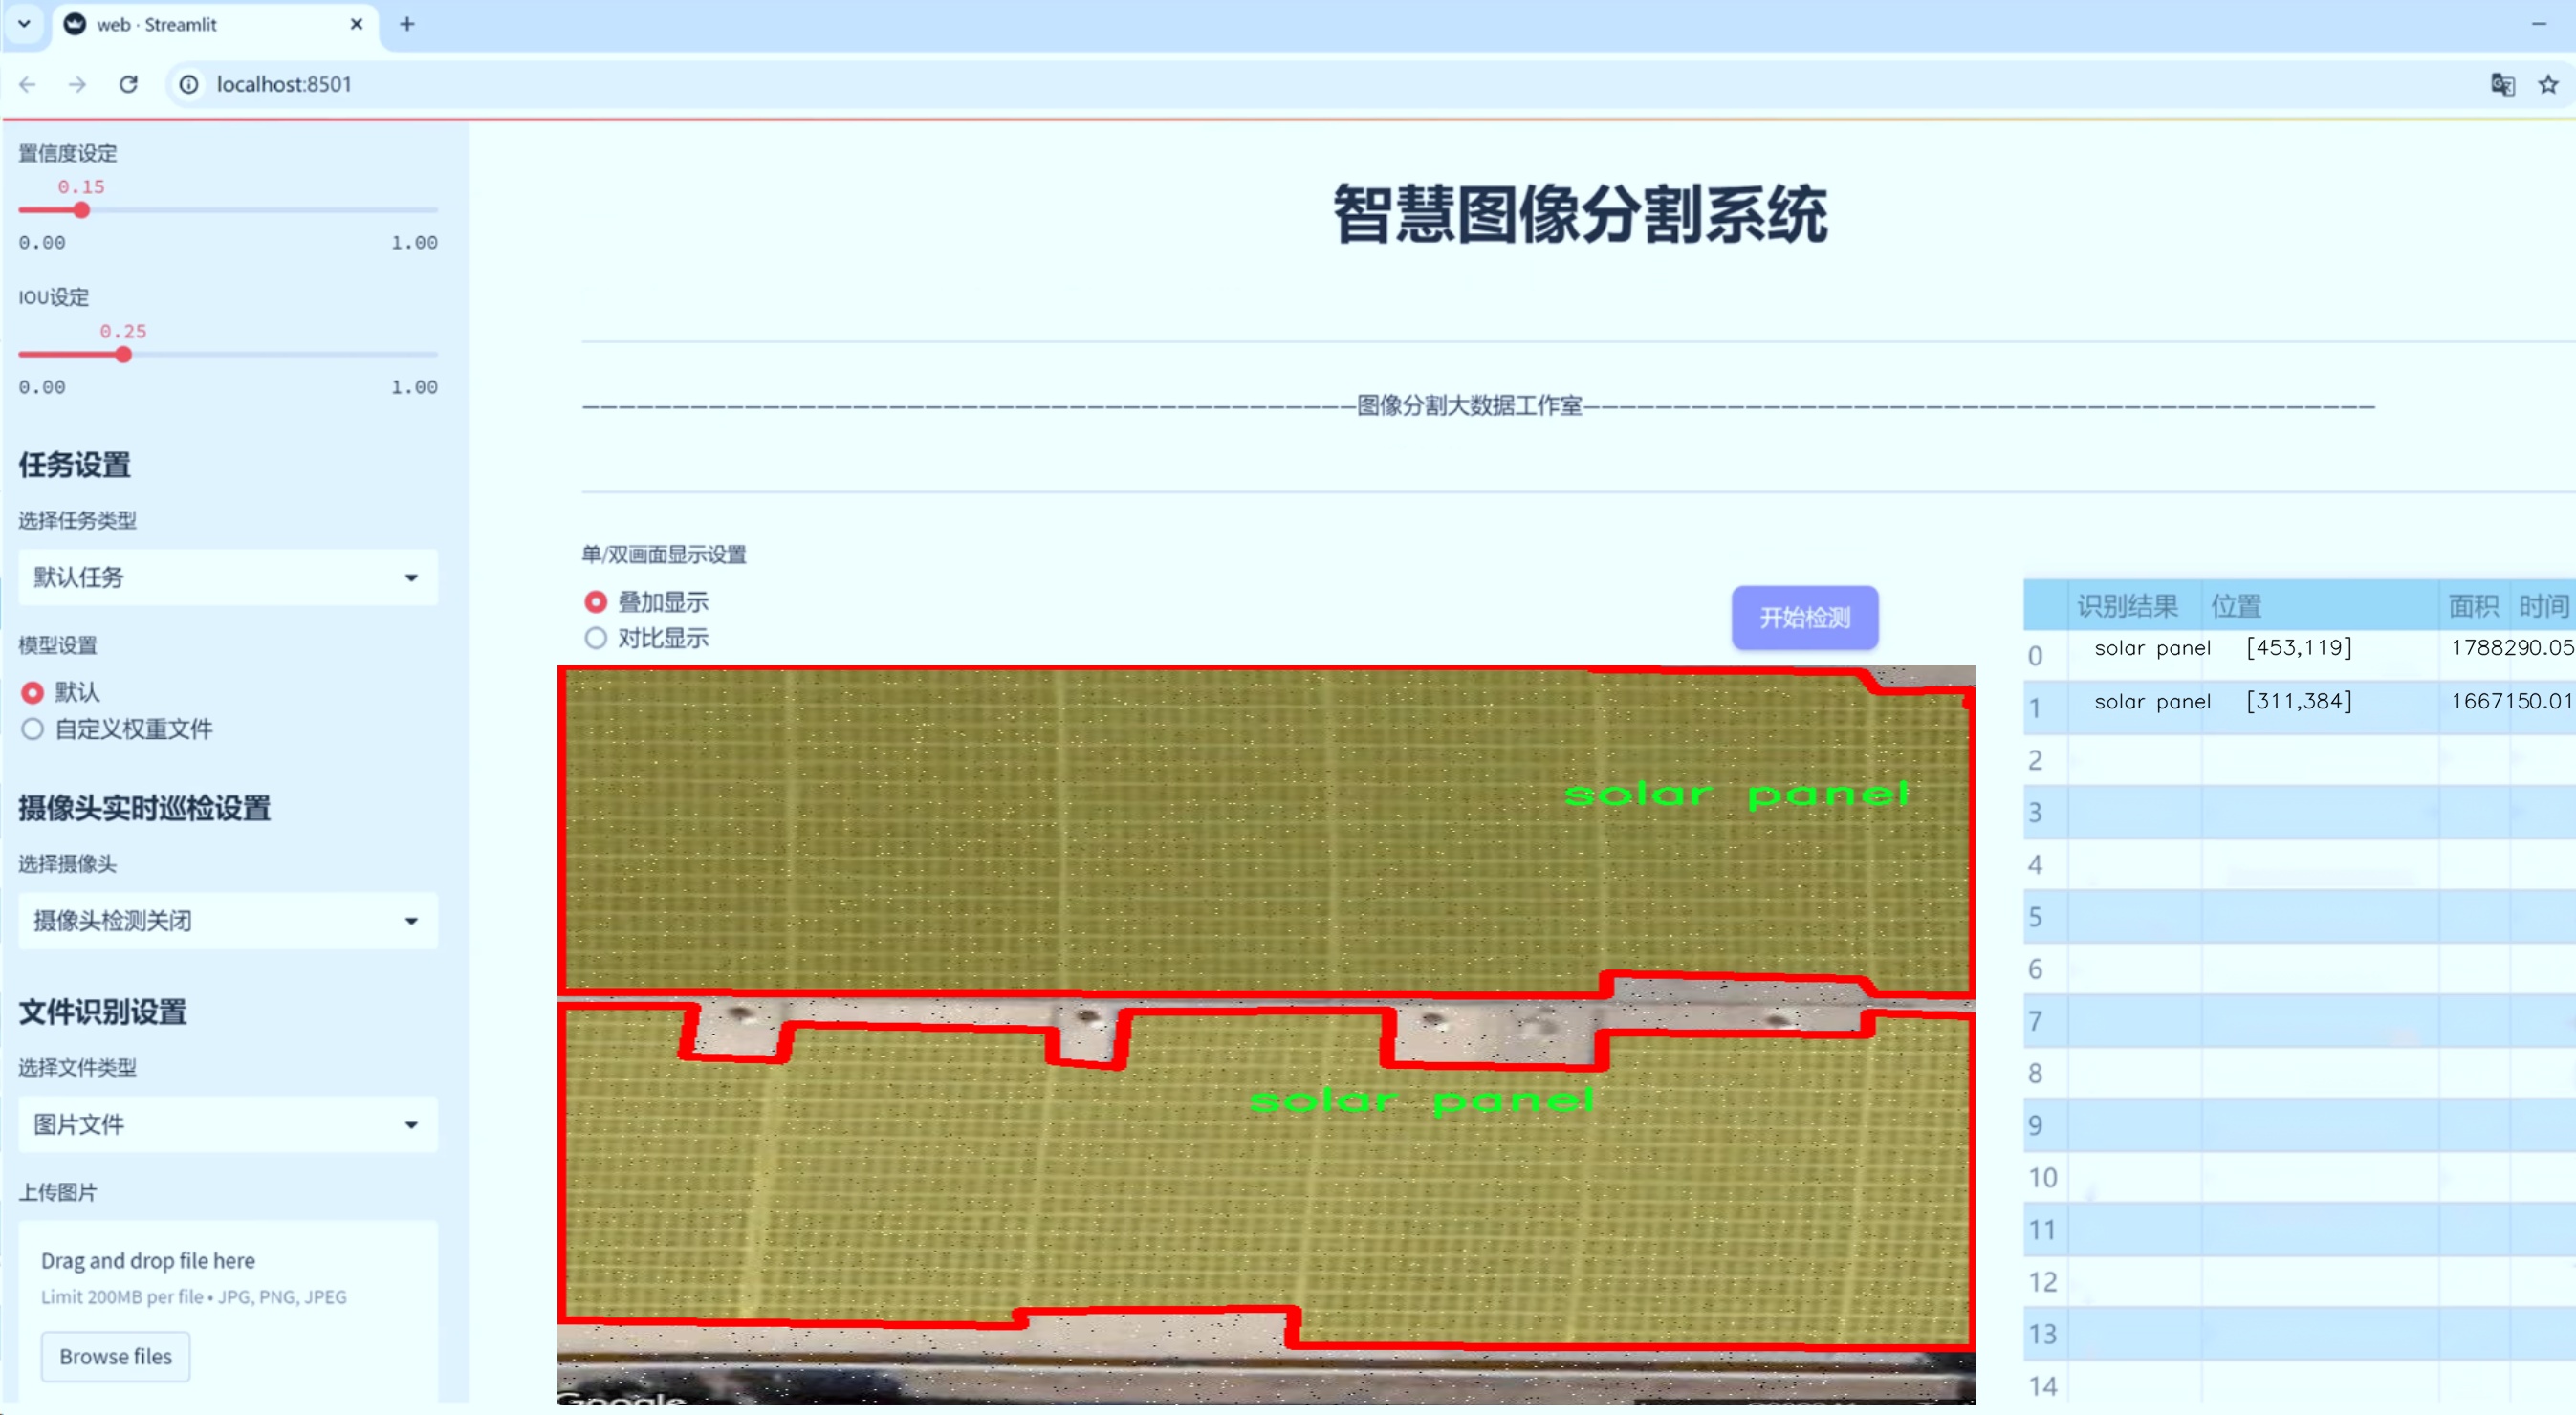 web · Streamlit
localhost:8501
置信度设定
0.15
0.00 1.00
IOU设定
0.25
0.00 1.00
任务设置
选择任务类型
默认任务
模型设置
默认
自定义权重文件
摄像头实时巡检设置
选择摄像头
摄像头检测关闭
文件识别设置
选择文件类型
图片文件
上传图片
Drag and drop file here
Limit 200MB per file • JPG, PNG, JPEG
Browse files
智慧图像分割系统
图像分割大数据工作室
单/双画面显示设置
叠加显示
对比显示
开始检测
solar panel
solar panel
Google
识别结果 位置 面积 时间
0 solar panel [453,119] 1788290.05
1 solar panel [311,384] 1667150.01
2
3
4
5
6
7
8
9
10
11
12
13
14